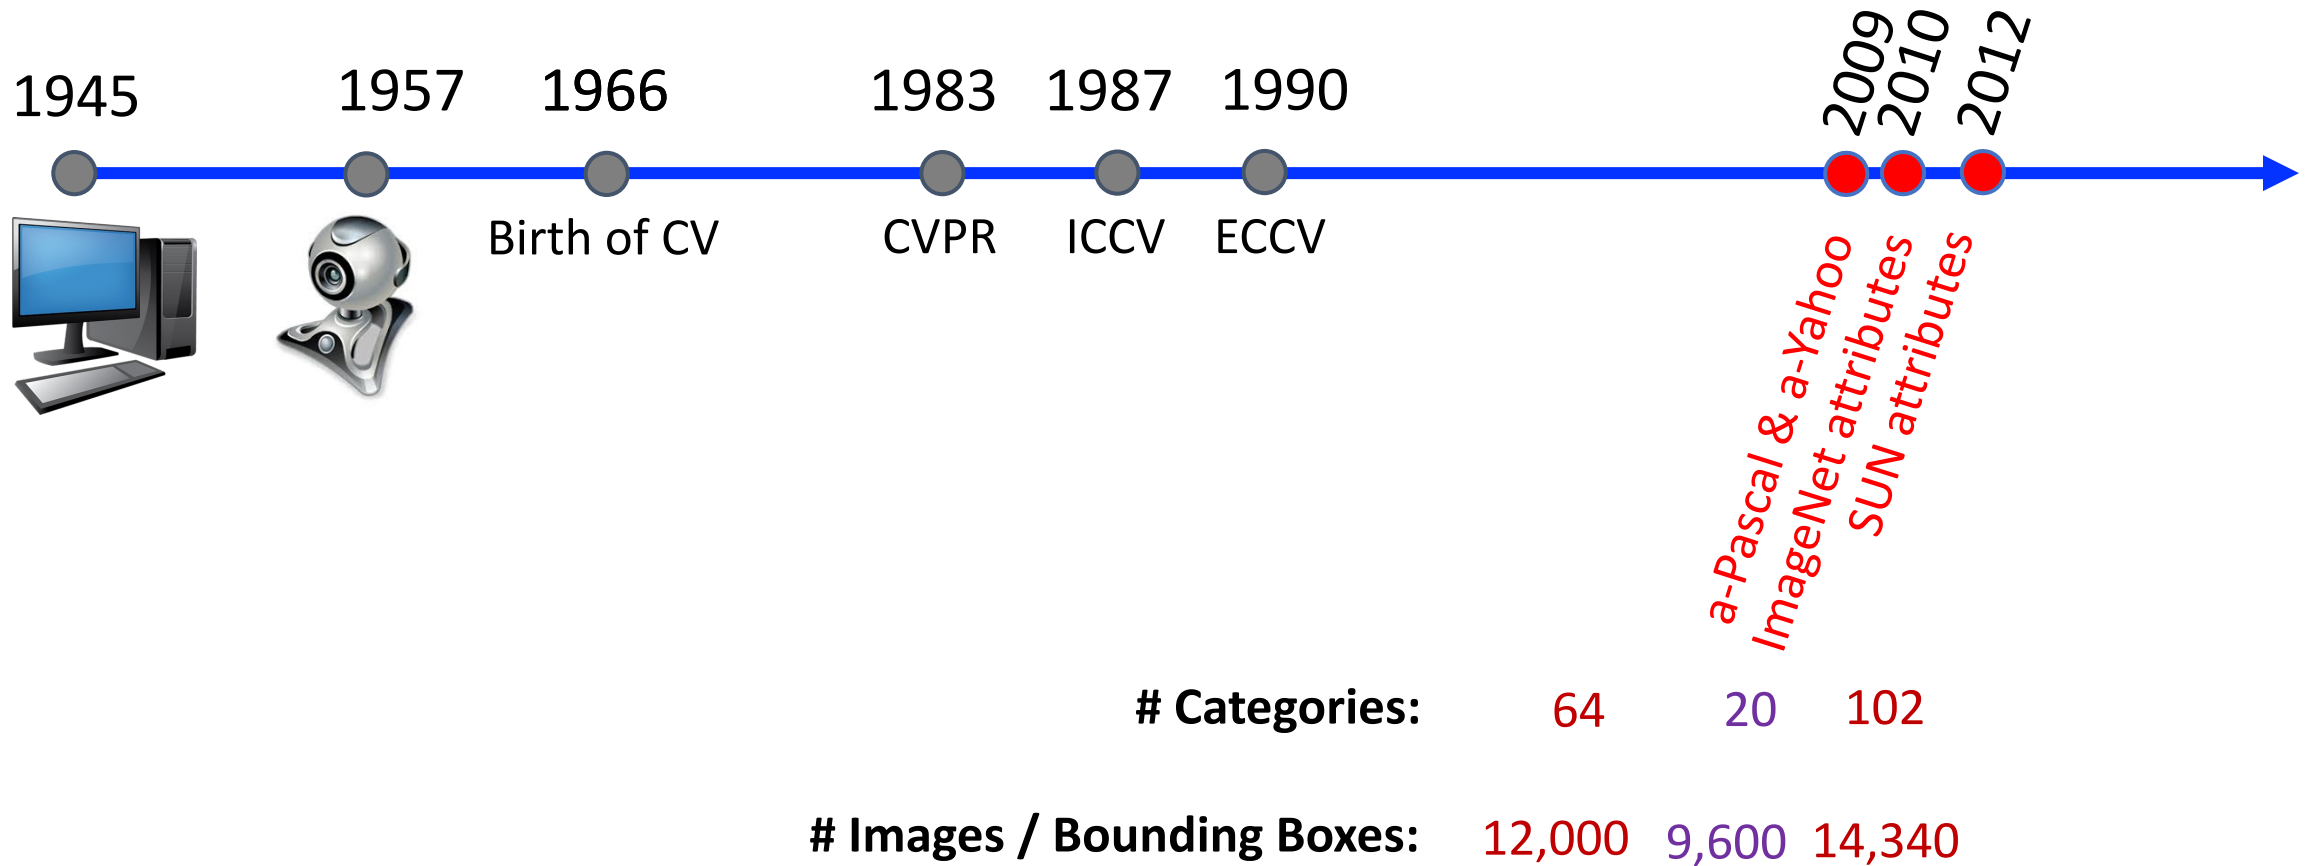 1945 1957 1966 1983 1987 1990 2009 2010 2012
Birth of CV CVPR ICCV ECCV
a-Pascal & a-Yahoo
ImageNet attributes
SUN attributes
# Categories: 64 20 102
# Images / Bounding Boxes: 12,000 9,600 14,340